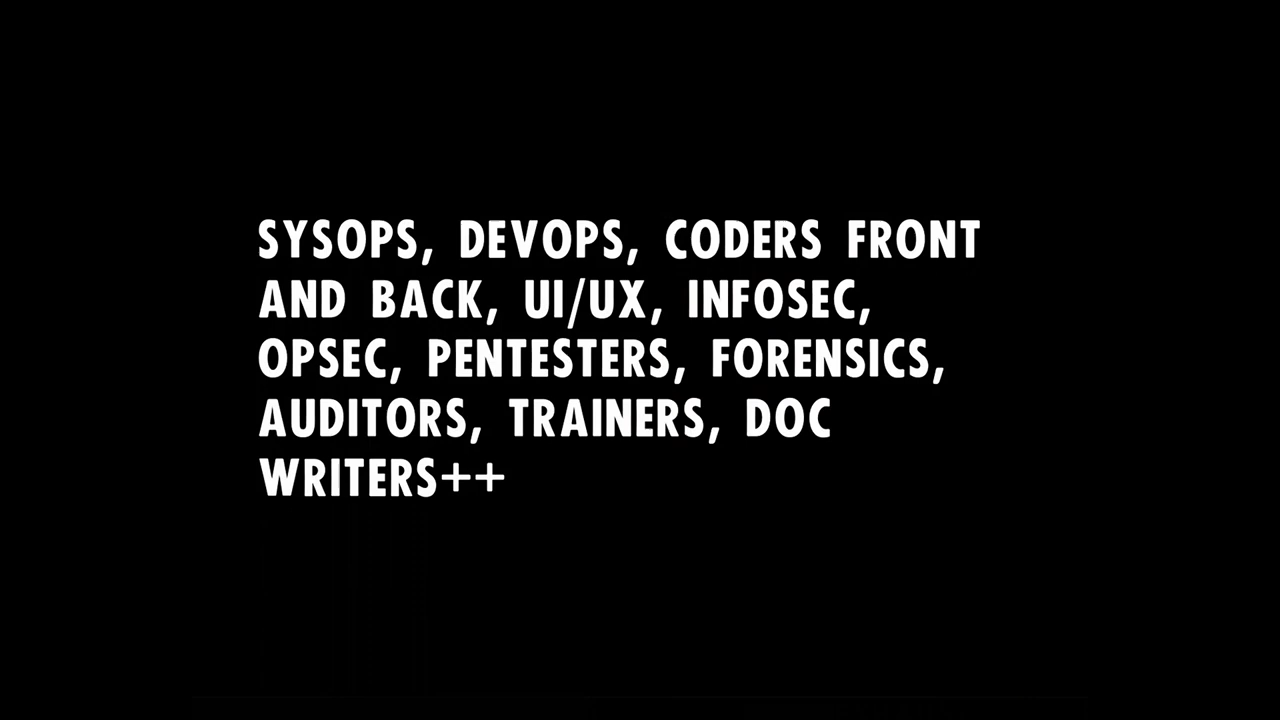 SYSOPS, DEVOPS, CODERS FRONT
AND BACK, UI/UX, INFOSEC,
OPSEC, PENTESTERS, FORENSICS,
AUDITORS, TRAINERS, DOC
WRITERS++